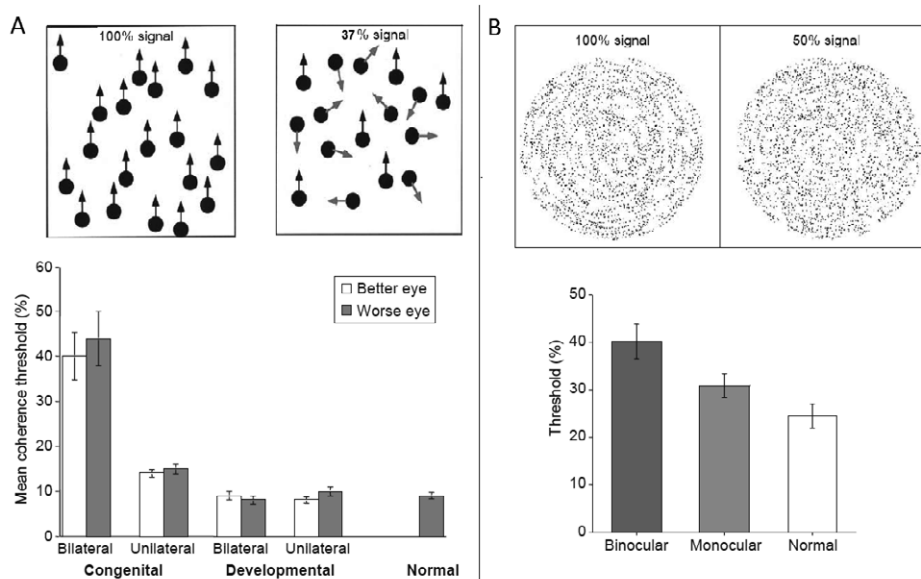 A
100% signal
37% signal
Mean coherence threshold (%)
60
50
40
30
20
10
0
Better eye
Worse eye
Bilateral Unilateral Bilateral Unilateral
Congenital Developmental Normal
B
100% signal
50% signal
Threshold (%)
50
40
30
20
10
0
Binocular Monocular Normal